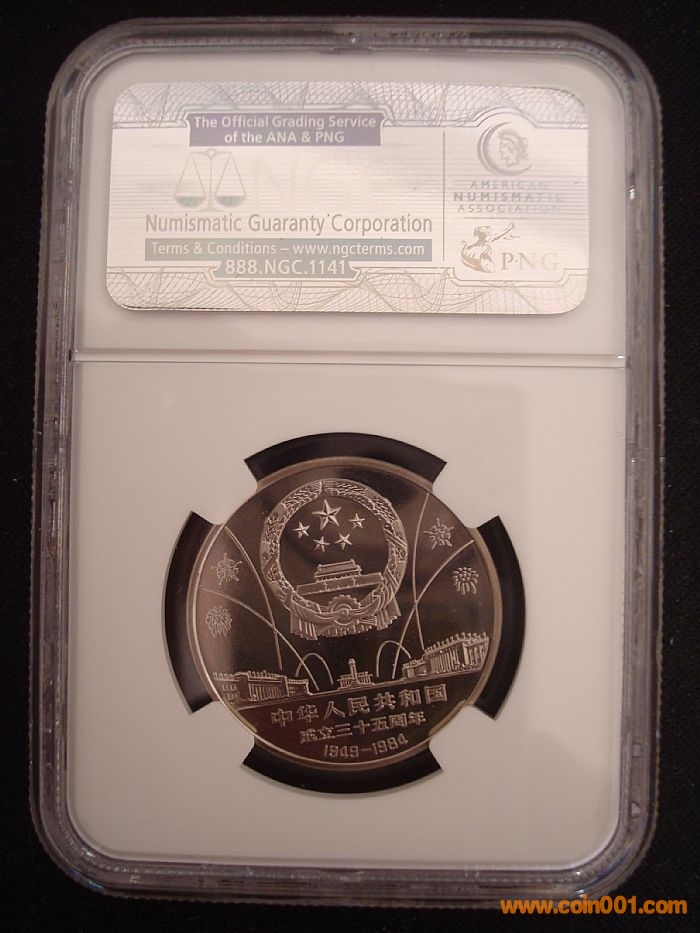 The Official Grading Service
of the ANA & PNG
NGC
Numismatic Guaranty Corporation
Terms & Conditions – www.ngcterms.com
888.NGC.1141
AMERICAN
NUMISMATIC
ASSOCIATION
P·N·G
中华人民共和国
成立三十五周年
1949-1984
www.coin001.com